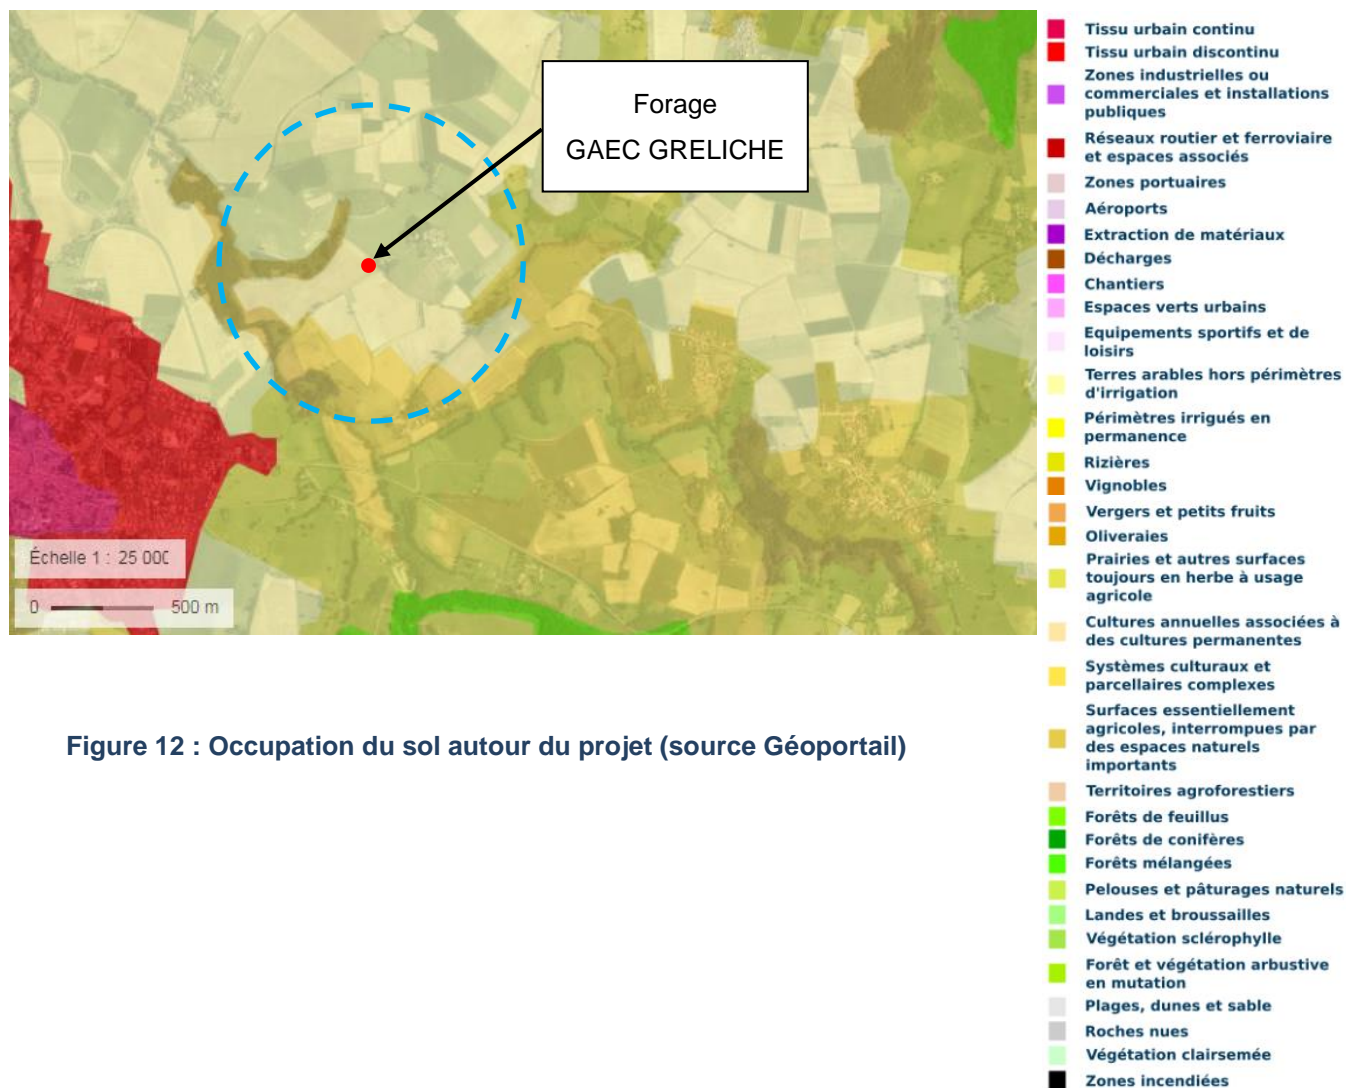 Forage
GAEC GRELICHE
Échelle 1 : 25 000
0 500 m
Figure 12 : Occupation du sol autour du projet (source Géoportail)
Tissu urbain continu
Tissu urbain discontinu
Zones industrielles ou
commerciales et installations
publiques
Réseaux routier et ferroviaire
et espaces associés
Zones portuaires
Aéroports
Extraction de matériaux
Décharges
Chantiers
Espaces verts urbains
Equipements sportifs et de
loisirs
Terres arables hors périmètres
d'irrigation
Périmètres irrigués en
permanence
Rizières
Vignobles
Vergers et petits fruits
Oliveraies
Prairies et autres surfaces
toujours en herbe à usage
agricole
Cultures annuelles associées à
des cultures permanentes
Systèmes culturaux et
parcellaires complexes
Surfaces essentiellement
agricoles, interrompues par
des espaces naturels
importants
Territoires agroforestiers
Forêts de feuillus
Forêts de conifères
Forêts mélangées
Pelouses et pâturages naturels
Landes et broussailles
Végétation sclérophylle
Forêt et végétation arbustive
en mutation
Plages, dunes et sable
Roches nues
Végétation clairsemée
Zones incendiées